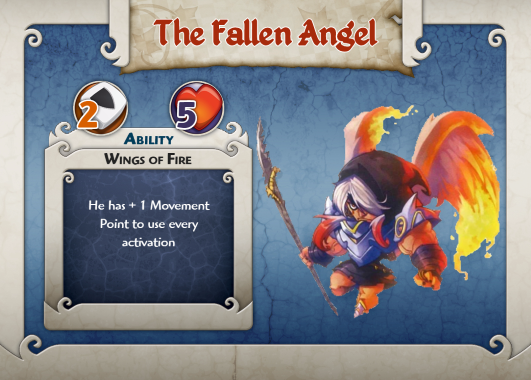 The Fallen Angel
2
5
Ability
Wings of Fire
He has + 1 Movement
Point to use every
activation